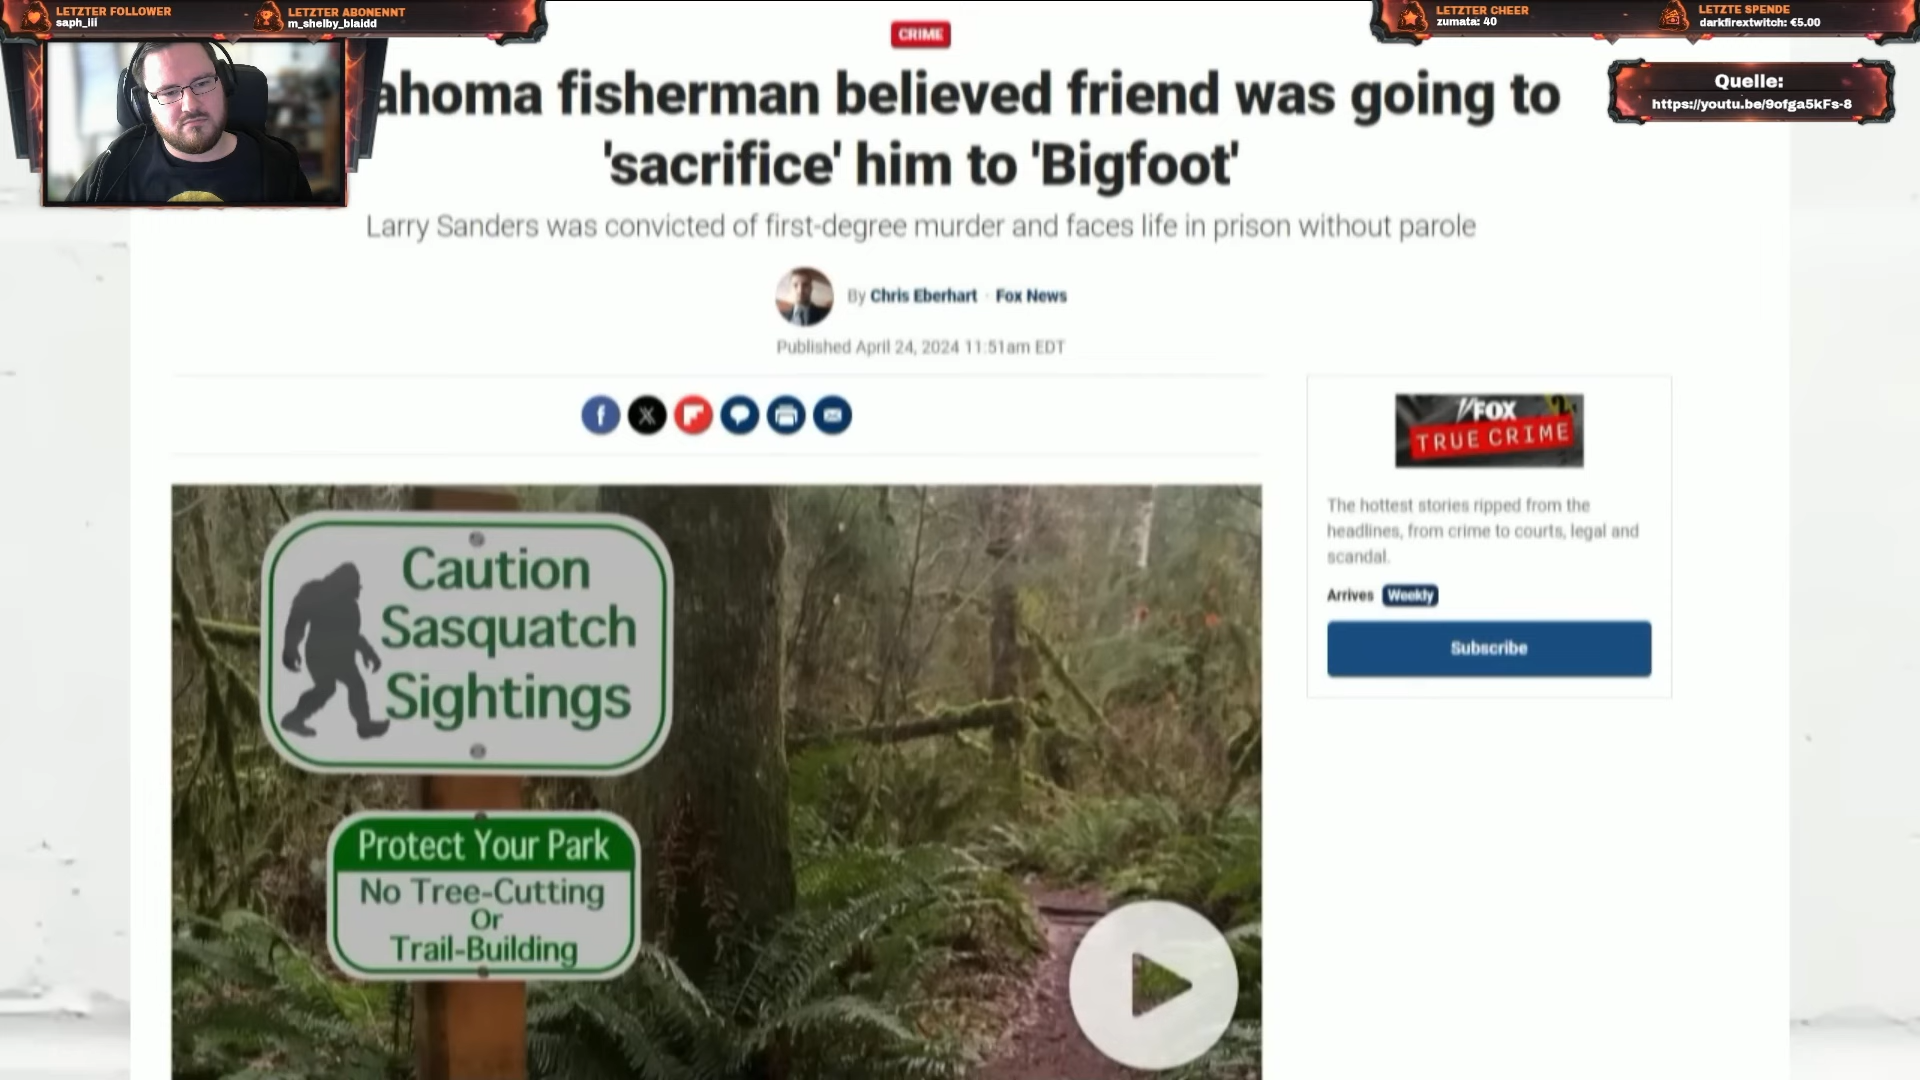 LETZTER FOLLOWER
saph_iii
LETZTER ABONENNT
m_shelby_blaidd
LETZTER CHEER
zumata: 40
LETZTE SPENDE
darkfirextwitch: €5.00
Quelle:
https://youtu.be/9ofga5kFs-8
CRIME
ahoma fisherman believed friend was going to
'sacrifice' him to 'Bigfoot'
Larry Sanders was convicted of first-degree murder and faces life in prison without parole
By Chris Eberhart · Fox News
Published April 24, 2024 11:51am EDT
Caution
Sasquatch
Sightings
Protect Your Park
No Tree-Cutting
Or
Trail-Building
FOX
TRUE CRIME
The hottest stories ripped from the
headlines, from crime to courts, legal and
scandal.
Arrives Weekly
Subscribe